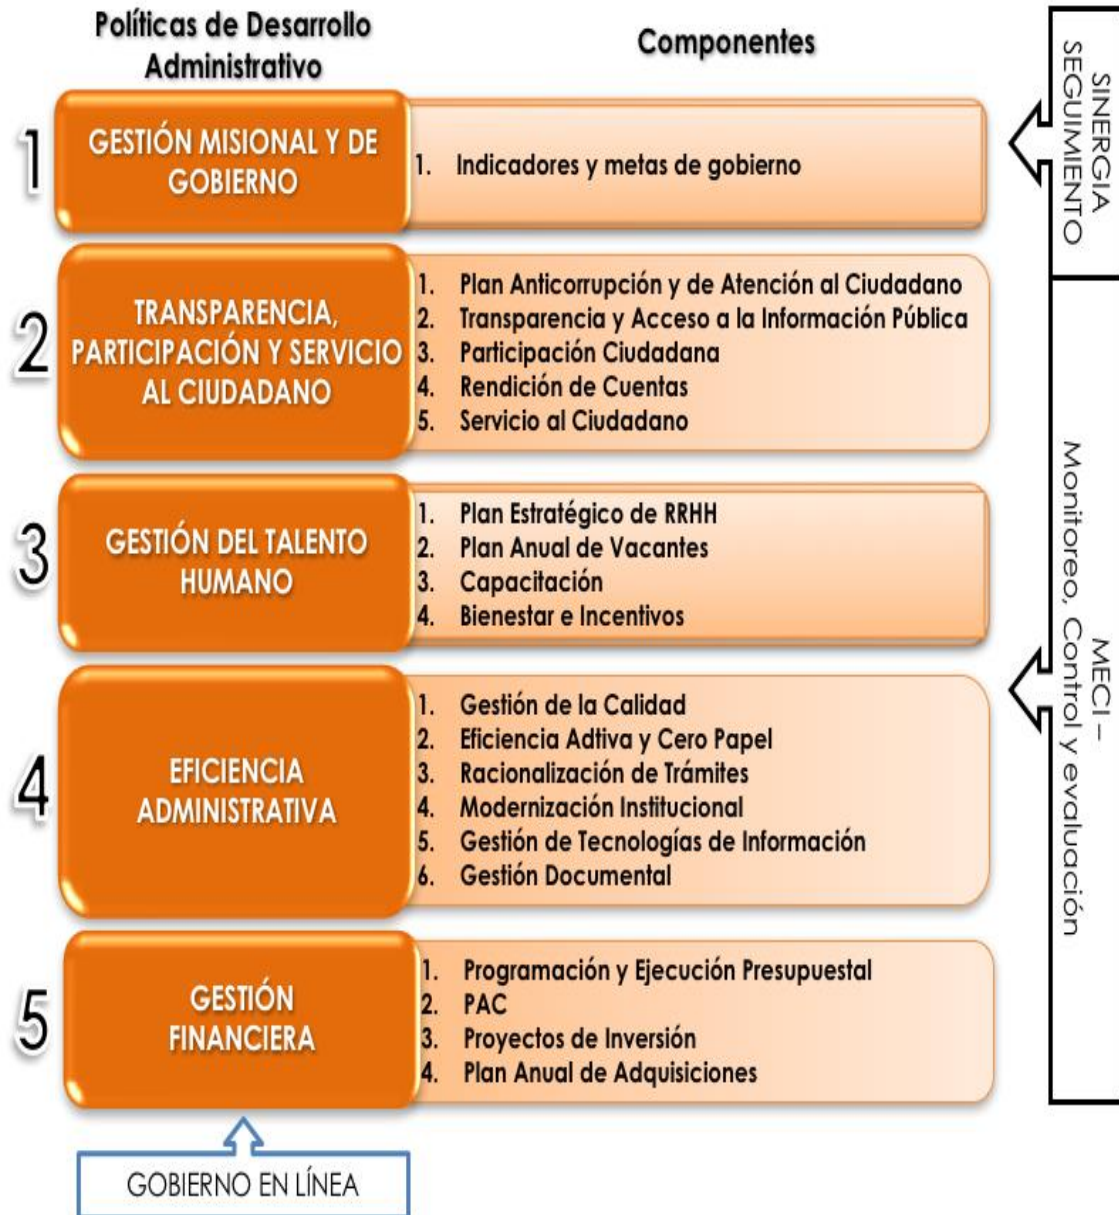 Políticas de Desarrollo
Administrativo
Componentes
1
GESTIÓN MISIONAL Y DE
GOBIERNO
1. Indicadores y metas de gobierno
2
TRANSPARENCIA,
PARTICIPACIÓN Y SERVICIO
AL CIUDADANO
1. Plan Anticorrupción y de Atención al Ciudadano
2. Transparencia y Acceso a la Información Pública
3. Participación Ciudadana
4. Rendición de Cuentas
5. Servicio al Ciudadano
3
GESTIÓN DEL TALENTO
HUMANO
1. Plan Estratégico de RRHH
2. Plan Anual de Vacantes
3. Capacitación
4. Bienestar e Incentivos
4
EFICIENCIA
ADMINISTRATIVA
1. Gestión de la Calidad
2. Eficiencia Adtiva y Cero Papel
3. Racionalización de Trámites
4. Modernización Institucional
5. Gestión de Tecnologías de Información
6. Gestión Documental
5
GESTIÓN
FINANCIERA
1. Programación y Ejecución Presupuestal
2. PAC
3. Proyectos de Inversión
4. Plan Anual de Adquisiciones
GOBIERNO EN LÍNEA
SINERGIA
SEGUIMIENTO
MECI –
Monitoreo, Control y evaluación